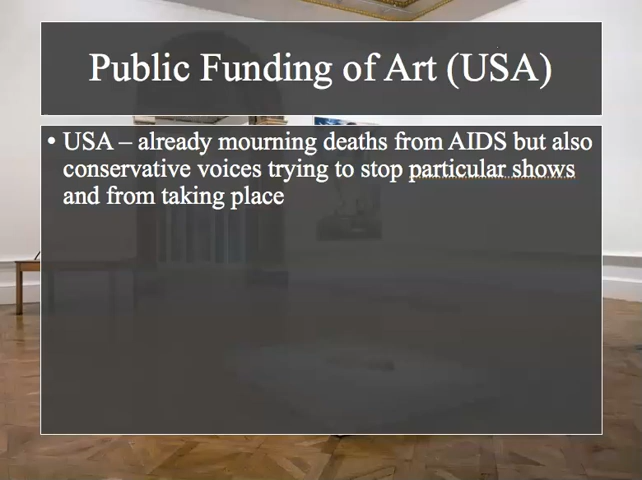 Public Funding of Art (USA)
• USA – already mourning deaths from AIDS but also
conservative voices trying to stop particular shows
and from taking place